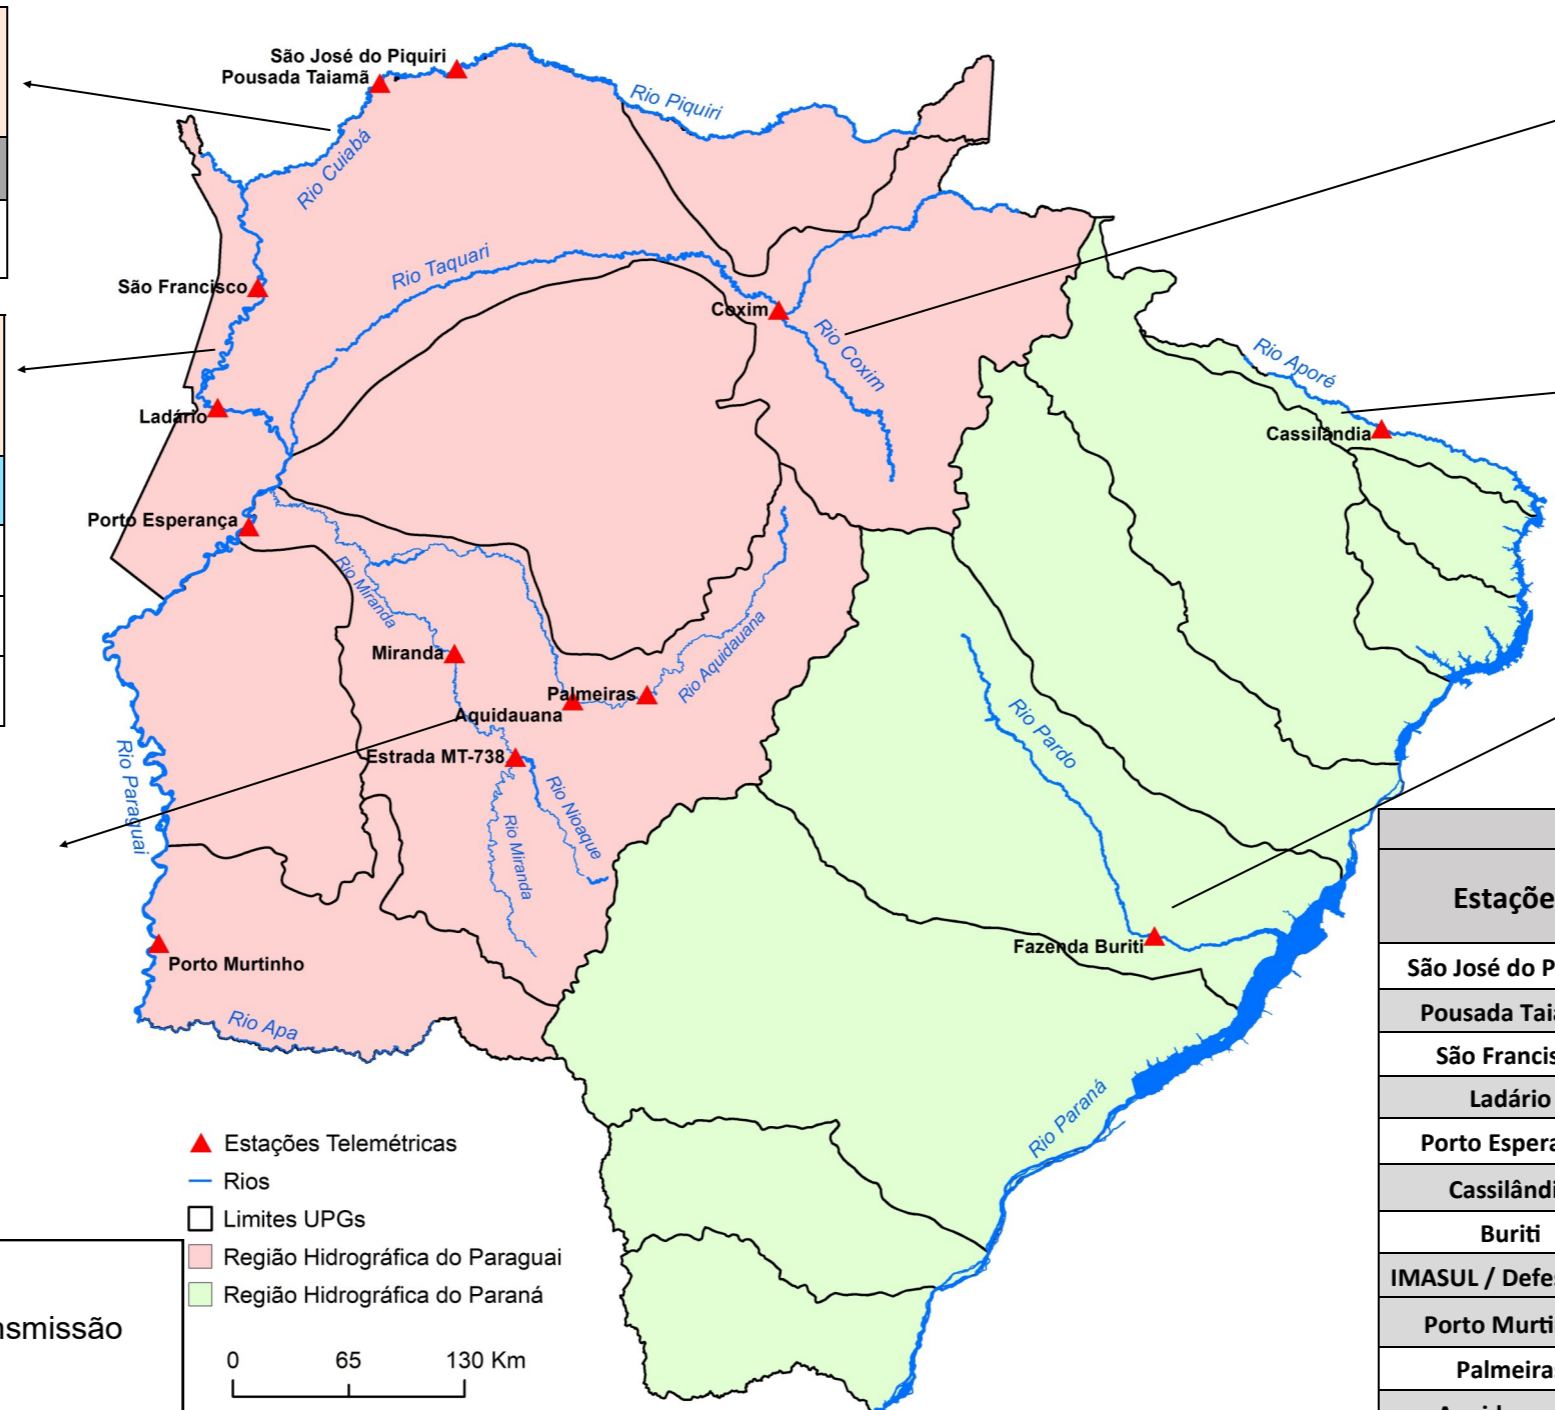 São José do Piquiri
Pousada Taiamã
Rio Piquiri
Rio Cuiabá
Rio Taquari
São Francisco
Coxim
Rio Coxim
Rio Aporé
Ladário
Cassilândia
Porto Esperança
Rio Miranda
Rio Aquidauana
Miranda
Palmeiras
Aquidauana
Rio Pardo
Estrada MT-738
Rio Nioaque
Rio Paraguai
Rio Miranda
Fazenda Buriti
Porto Murtinho
Rio Apa
Rio Paraná
Estações Telemétricas
Rios
Limites UPGs
Região Hidrográfica do Paraguai
Região Hidrográfica do Paraná
0 65 130 Km
nsmissão
Estaçõe
São José do P
Pousada Taia
São Francis
Ladário
Porto Espera
Cassilândi
Buriti
IMASUL / Defe
Porto Murti
Palmeira